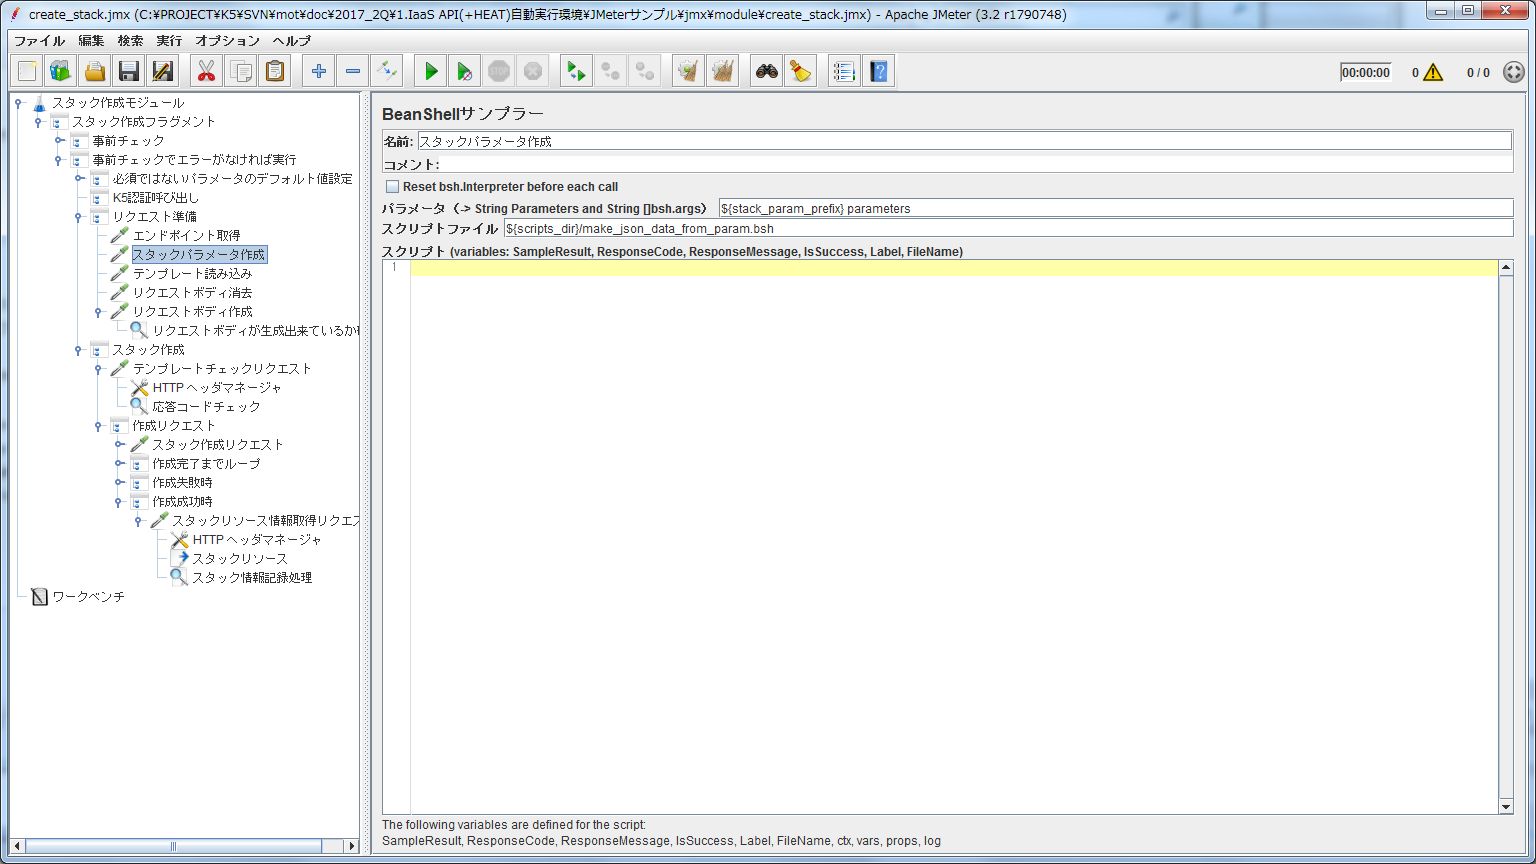 create_stack.jmx (C:¥PROJECT¥K5¥SVN¥mot¥doc¥2017_2Q¥1.IaaS API(+HEAT)自動実行環境¥JMeterサンプル¥jmx¥module¥create_stack.jmx) - Apache JMeter (3.2 r1790748)
ファイル 編集 検索 実行 オプション ヘルプ
STOP
00:00:00 0 0 / 0
スタック作成モジュール
スタック作成フラグメント
事前チェック
事前チェックでエラーがなければ実行
必須ではないパラメータのデフォルト値設定
K5認証呼び出し
リクエスト準備
エンドポイント取得
スタックパラメータ作成
テンプレート読み込み
リクエストボディ消去
リクエストボディ作成
リクエストボディが生成出来ているか
スタック作成
テンプレートチェックリクエスト
HTTP ヘッダマネージャ
応答コードチェック
作成リクエスト
スタック作成リクエスト
作成完了までループ
作成失敗時
作成成功時
スタックリソース情報取得リクエス
HTTP ヘッダマネージャ
スタックリソース
スタック情報記録処理
ワークベンチ
BeanShellサンプラー
名前: スタックパラメータ作成
コメント:
Reset bsh.Interpreter before each call
パラメータ（-> String Parameters and String []bsh.args） ${stack_param_prefix} parameters
スクリプトファイル ${scripts_dir}/make_json_data_from_param.bsh
スクリプト (variables: SampleResult, ResponseCode, ResponseMessage, IsSuccess, Label, FileName)
1
The following variables are defined for the script:
SampleResult, ResponseCode, ResponseMessage, IsSuccess, Label, FileName, ctx, vars, props, log